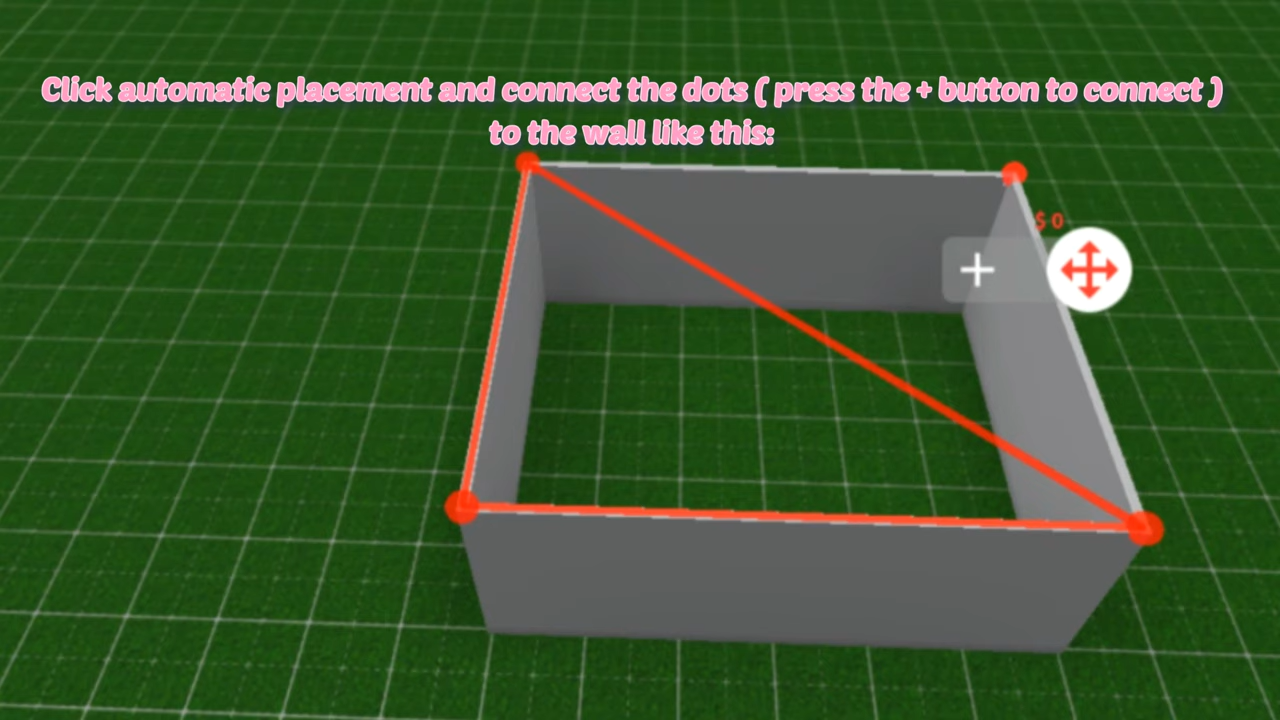 Click automatic placement and connect the dots ( press the + button to connect )
to the wall like this:
$ 0